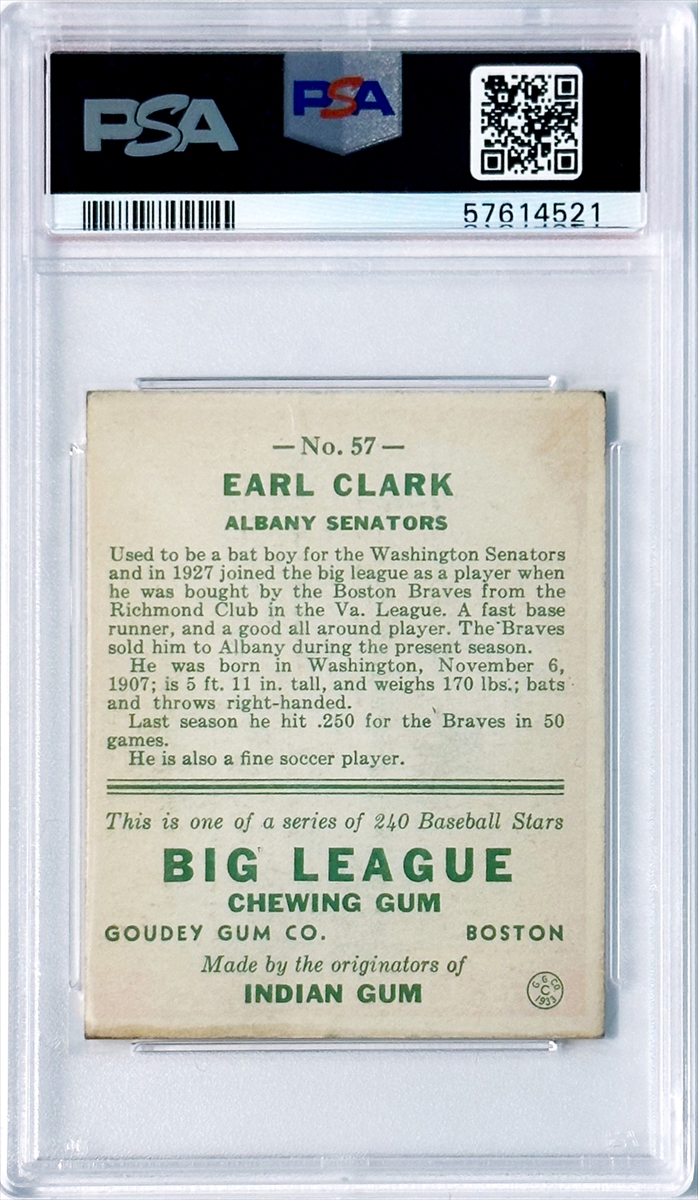 PSA
PSA
57614521
— No. 57 —
EARL CLARK
ALBANY SENATORS
Used to be a bat boy for the Washington Senators
and in 1927 joined the big league as a player when
he was bought by the Boston Braves from the
Richmond Club in the Va. League. A fast base
runner, and a good all around player. The Braves
sold him to Albany during the present season.
He was born in Washington, November 6,
1907; is 5 ft. 11 in. tall, and weighs 170 lbs.; bats
and throws right-handed.
Last season he hit .250 for the Braves in 50
games.
He is also a fine soccer player.
This is one of a series of 240 Baseball Stars
BIG LEAGUE
CHEWING GUM
GOUDEY GUM CO. BOSTON
Made by the originators of
INDIAN GUM
G. G. CO.
C
1933